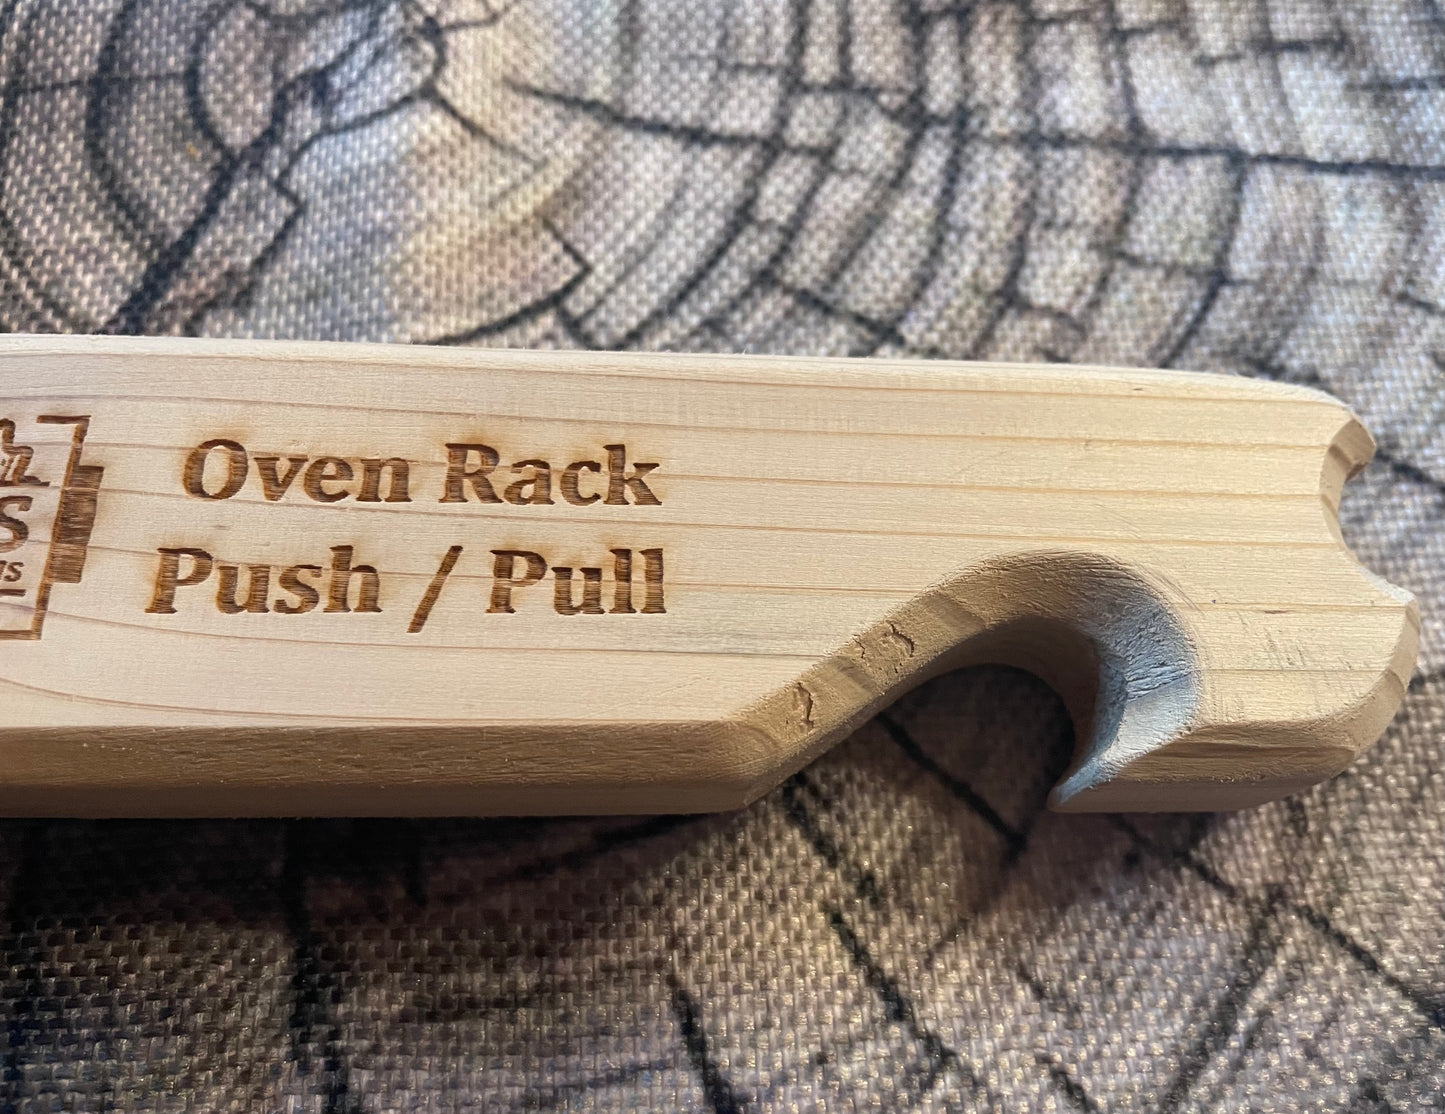 Oven Rack
Push / Pull